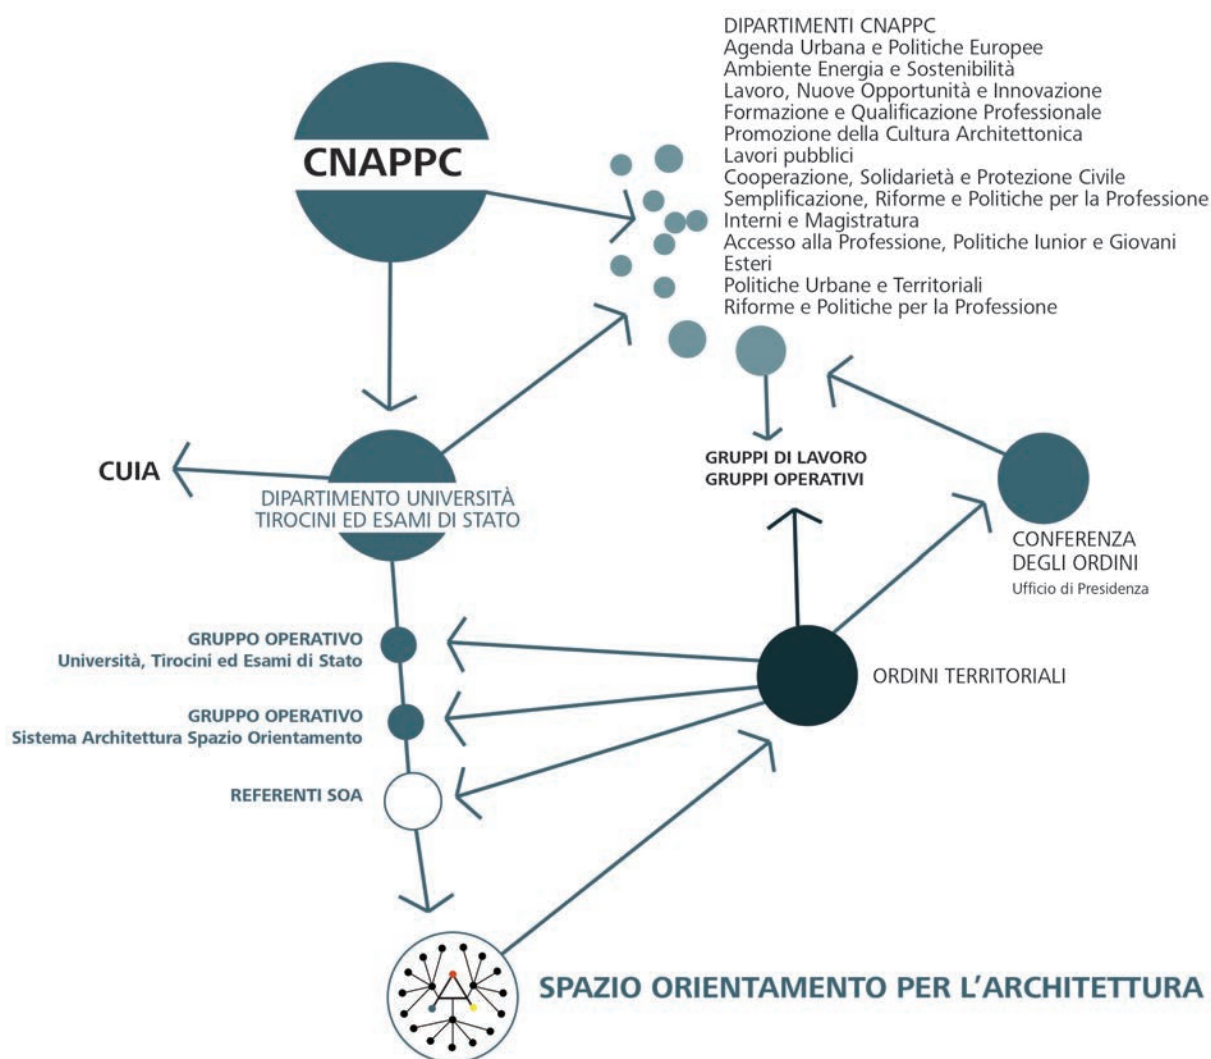 DIPARTIMENTI CNAPPC
Agenda Urbana e Politiche Europee
Ambiente Energia e Sostenibilità
Lavoro, Nuove Opportunità e Innovazione
Formazione e Qualificazione Professionale
Promozione della Cultura Architettonica
Lavori pubblici
Cooperazione, Solidarietà e Protezione Civile
Semplificazione, Riforme e Politiche per la Professione
Interni e Magistratura
Accesso alla Professione, Politiche Iunior e Giovani
Esteri
Politiche Urbane e Territoriali
Riforme e Politiche per la Professione
CNAPPC
CUIA
DIPARTIMENTO UNIVERSITÀ
TIROCINI ED ESAMI DI STATO
GRUPPI DI LAVORO
GRUPPI OPERATIVI
CONFERENZA
DEGLI ORDINI
Ufficio di Presidenza
GRUPPO OPERATIVO
Università, Tirocini ed Esami di Stato
ORDINI TERRITORIALI
GRUPPO OPERATIVO
Sistema Architettura Spazio Orientamento
REFERENTI SOA
SPAZIO ORIENTAMENTO PER L'ARCHITETTURA